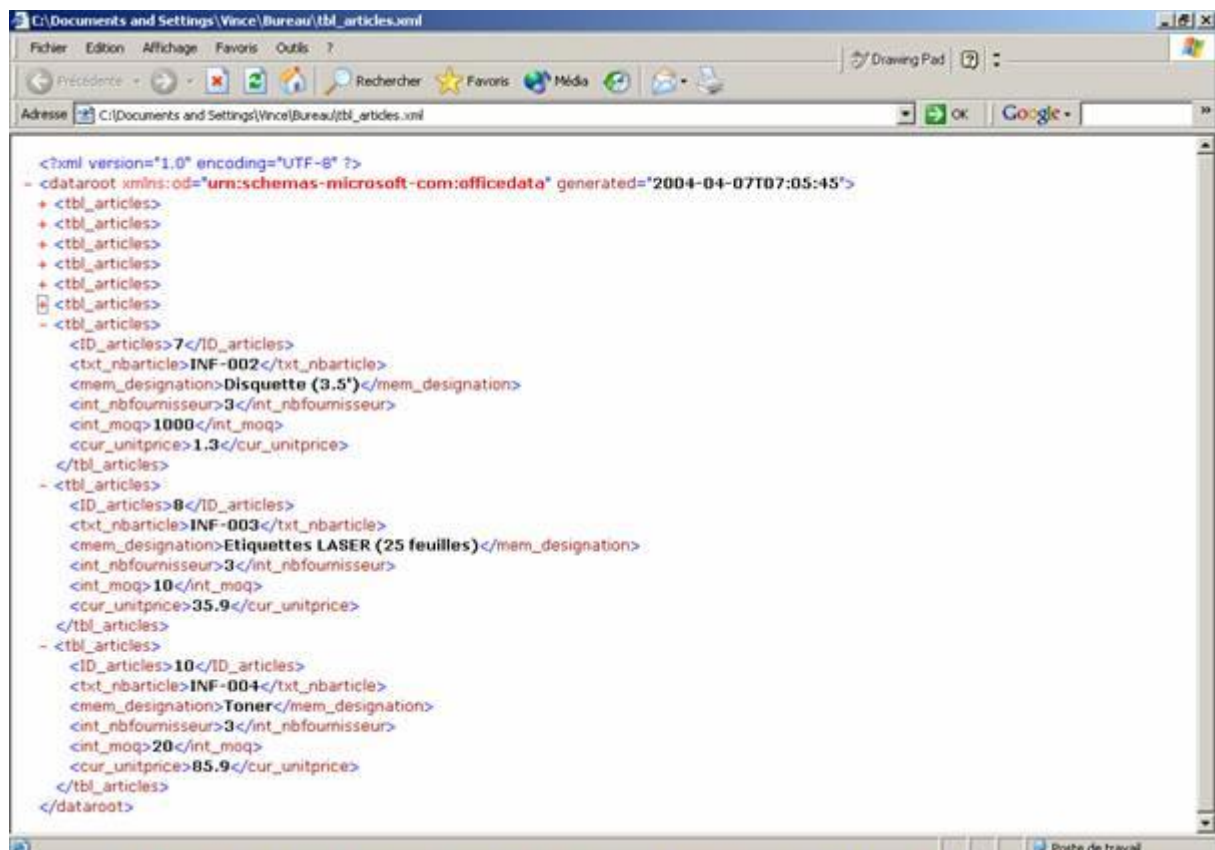 C:\Documents and Settings\Vince\Bureau\tbl_articles.xml
Fichier Edition Affichage Favoris Outils ?
Drawing Pad
Précédente Rechercher Favoris Média
Adresse C:\Documents and Settings\Vince\Bureau\tbl_articles.xml OK Google
<?xml version="1.0" encoding="UTF-8" ?>
- <dataroot xmlns:od="urn:schemas-microsoft-com:officedata" generated="2004-04-07T07:05:45">
+ <tbl_articles>
+ <tbl_articles>
+ <tbl_articles>
+ <tbl_articles>
+ <tbl_articles>
+ <tbl_articles>
- <tbl_articles>
<ID_articles>7</ID_articles>
<txt_nbarticle>INF-002</txt_nbarticle>
<mem_designation>Disquette (3.5')</mem_designation>
<int_nbfournisseur>3</int_nbfournisseur>
<int_moq>1000</int_moq>
<cur_unitprice>1.3</cur_unitprice>
</tbl_articles>
- <tbl_articles>
<ID_articles>8</ID_articles>
<txt_nbarticle>INF-003</txt_nbarticle>
<mem_designation>Etiquettes LASER (25 feuilles)</mem_designation>
<int_nbfournisseur>3</int_nbfournisseur>
<int_moq>10</int_moq>
<cur_unitprice>35.9</cur_unitprice>
</tbl_articles>
- <tbl_articles>
<ID_articles>10</ID_articles>
<txt_nbarticle>INF-004</txt_nbarticle>
<mem_designation>Toner</mem_designation>
<int_nbfournisseur>3</int_nbfournisseur>
<int_moq>20</int_moq>
<cur_unitprice>85.9</cur_unitprice>
</tbl_articles>
</dataroot>
Poste de travail